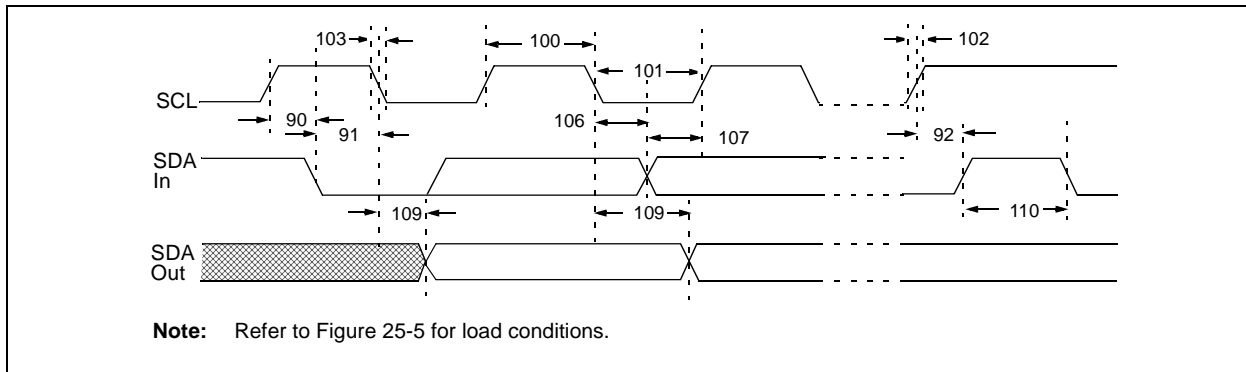 103
100
101
102
SCL
90
91
106
107
92
SDA
In
109
109
110
SDA
Out
Note: Refer to Figure 25-5 for load conditions.